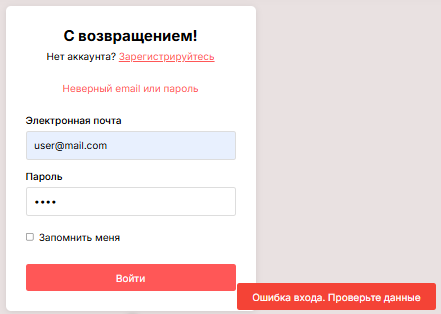 С возвращением!
Нет аккаунта? Зарегистрируйтесь
Неверный email или пароль
Электронная почта
user@mail.com
Пароль
••••
Запомнить меня
Войти
Ошибка входа. Проверьте данные